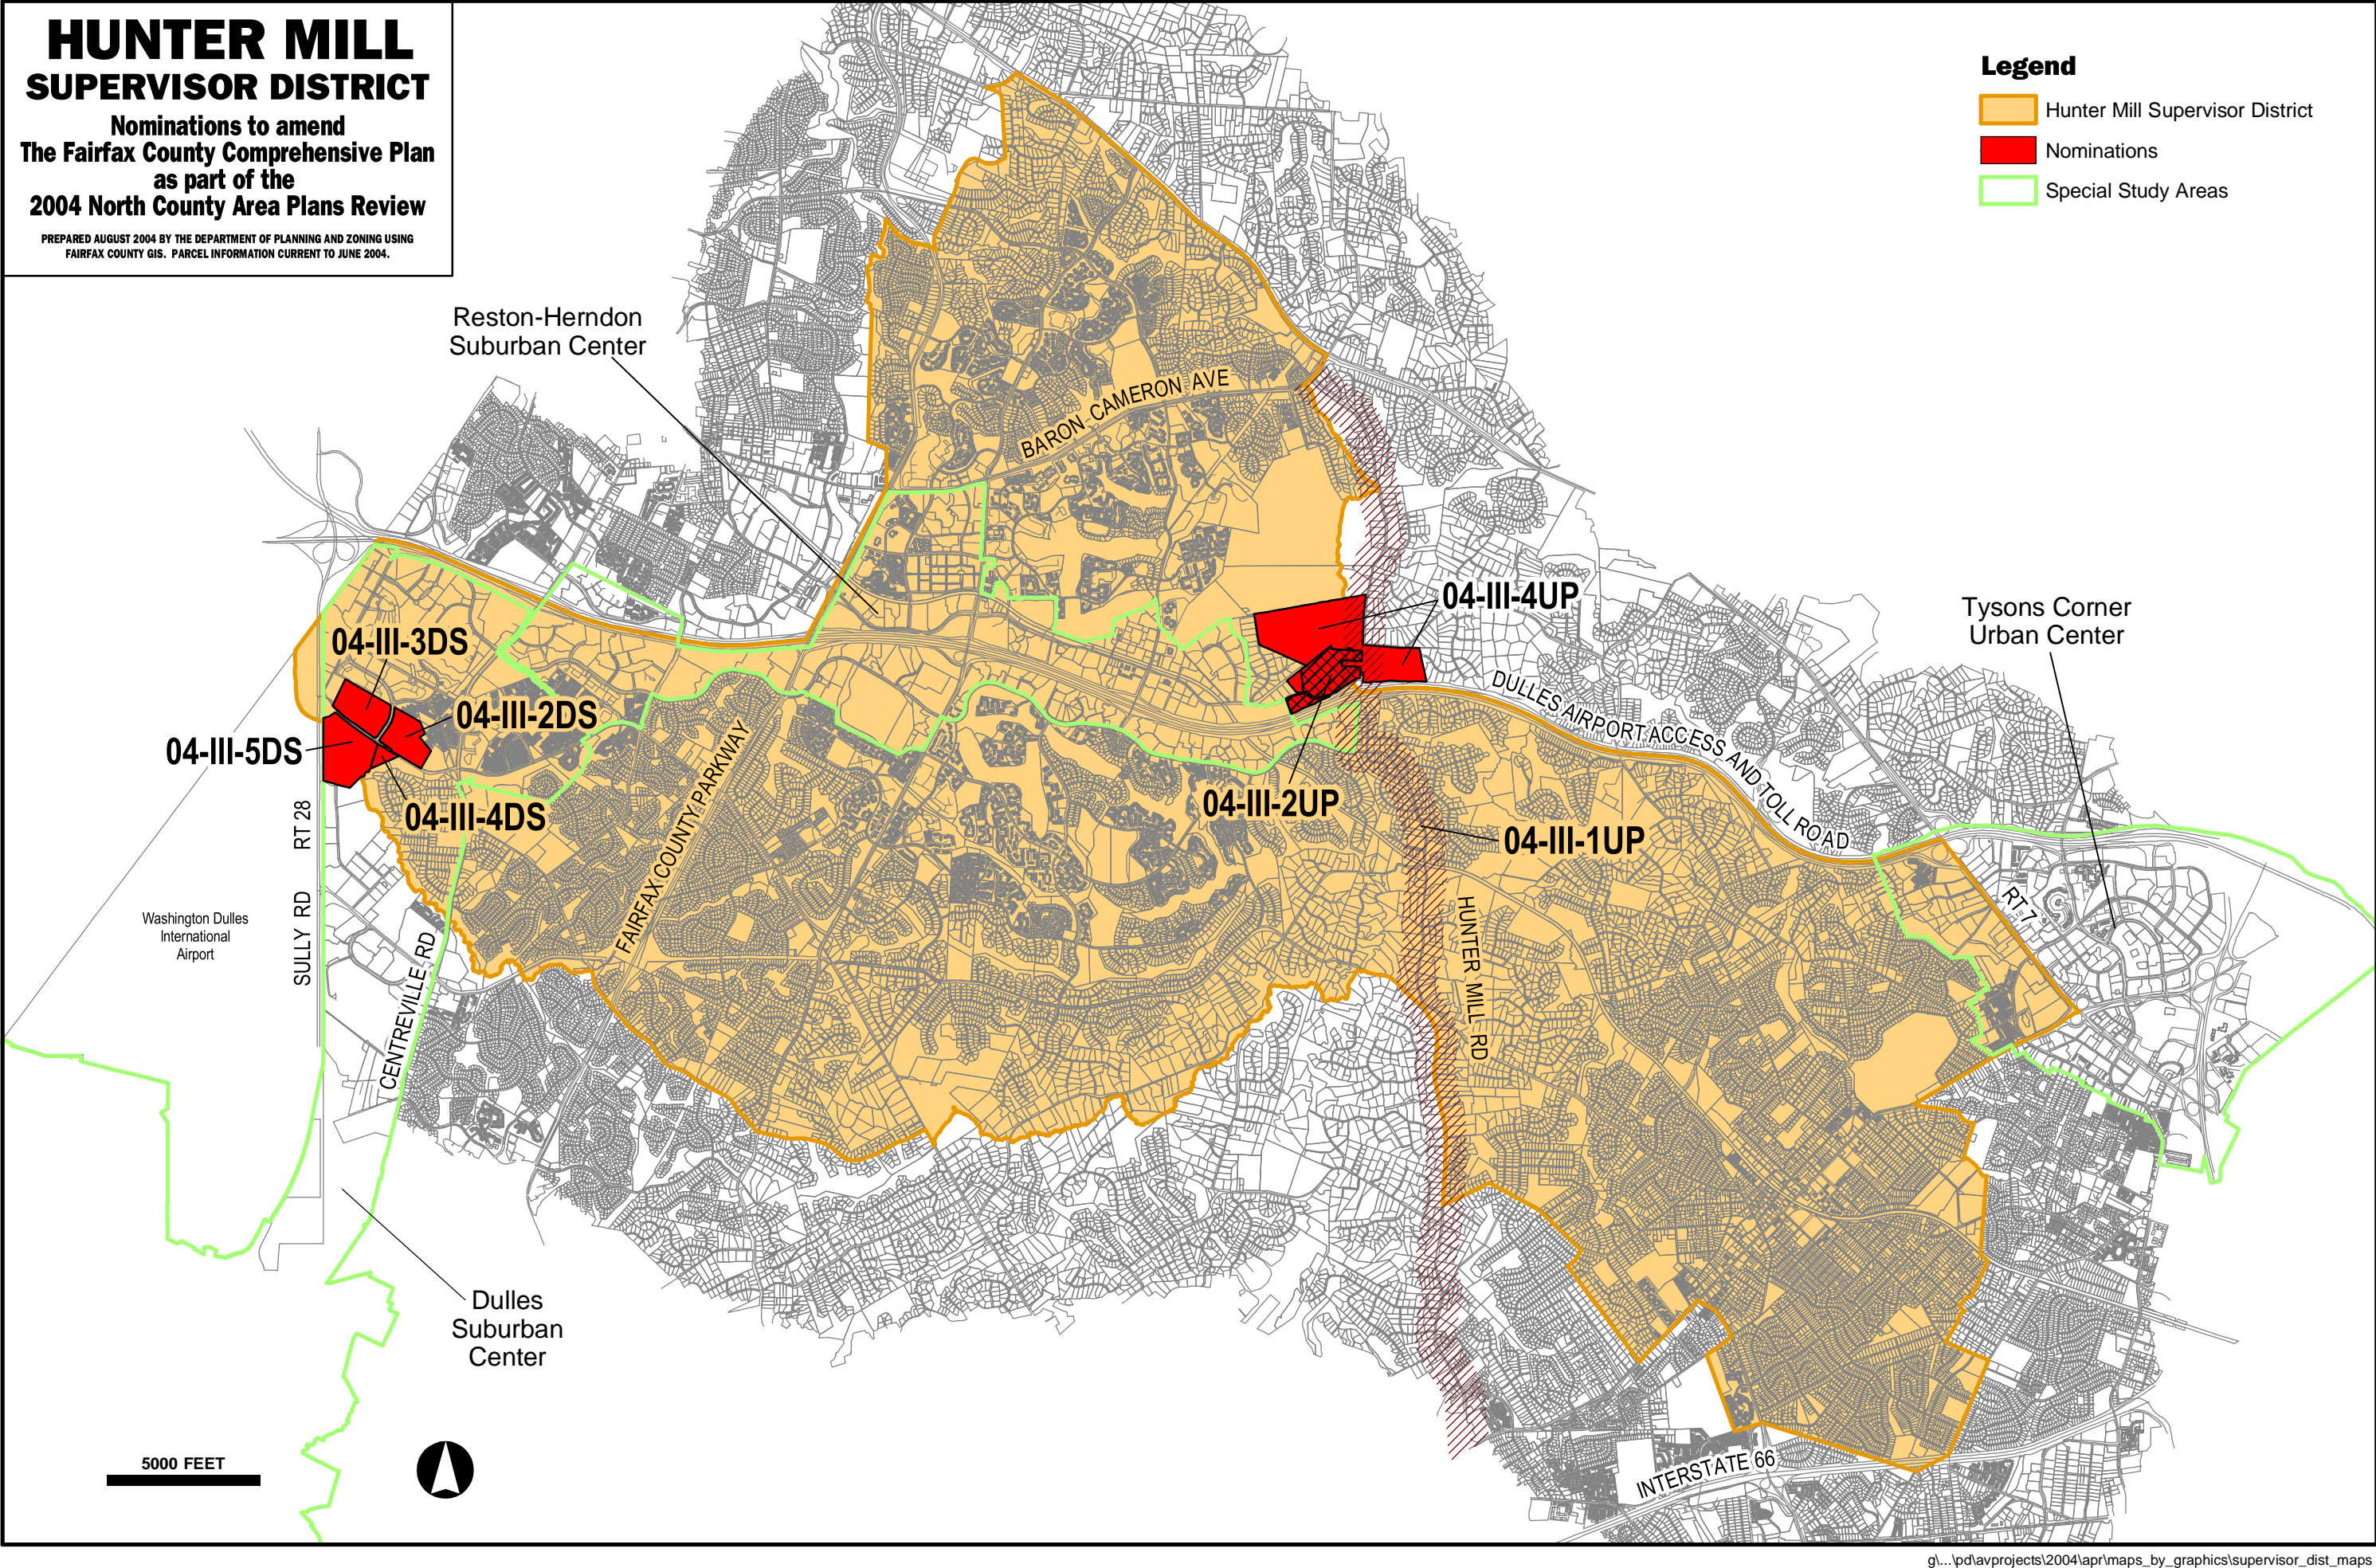 HUNTER MILL
SUPERVISOR DISTRICT
Nominations to amend
The Fairfax County Comprehensive Plan
as part of the
2004 North County Area Plans Review
PREPARED AUGUST 2004 BY THE DEPARTMENT OF PLANNING AND ZONING USING
FAIRFAX COUNTY GIS. PARCEL INFORMATION CURRENT TO JUNE 2004.
Legend
Hunter Mill Supervisor District
Nominations
Special Study Areas
Reston-Herndon
Suburban Center
BARON CAMERON AVE
04-III-4UP
Tysons Corner
Urban Center
04-III-3DS
04-III-2DS
04-III-5DS
04-III-4DS
DULLES AIRPORT ACCESS AND TOLL ROAD
04-III-2UP
04-III-1UP
FAIRFAX COUNTY PARKWAY
SULLY RD RT 28
RT 7
Washington Dulles
International
Airport
CENTREVILLE RD
HUNTER MILL RD
Dulles
Suburban
Center
5000 FEET
INTERSTATE 66
g\...\pd\avprojects\2004\apr\maps_by_graphics\supervisor_dist_maps